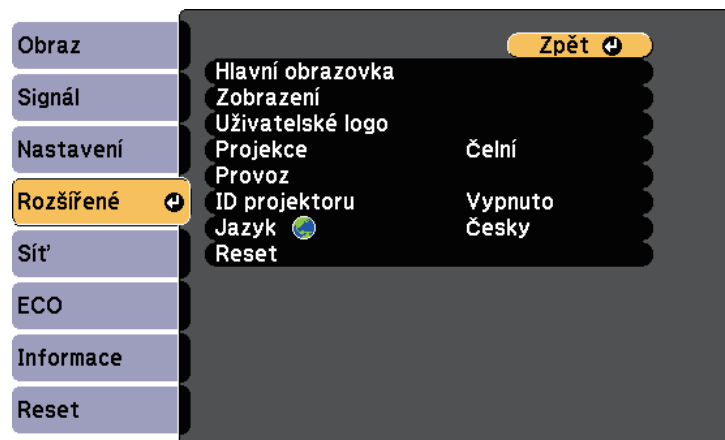 Obraz
Signál
Nastavení
Rozšířené
Síť
ECO
Informace
Reset
Zpět
Hlavní obrazovka
Zobrazení
Uživatelské logo
Projekce Čelní
Provoz
ID projektoru Vypnuto
Jazyk Česky
Reset